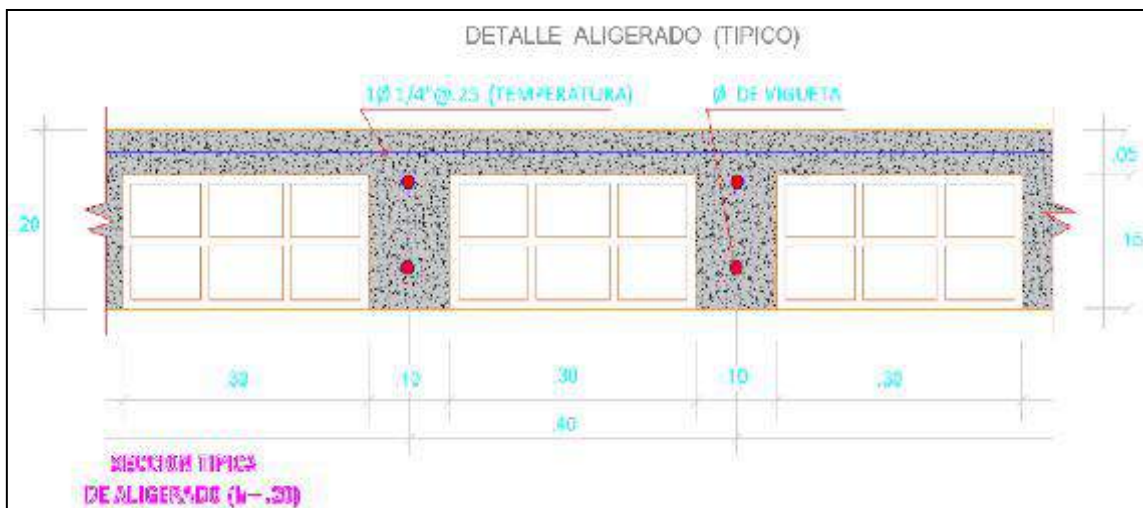 DETALLE ALIGERADO (TIPICO)
1Ø 1/4"@.25 (TEMPERATURA)
Ø DE VIGUETA
.05
.20
.15
.30
.10
.30
.10
.30
.40
SECCION TIPICA
DE ALIGERADO (h=.20)